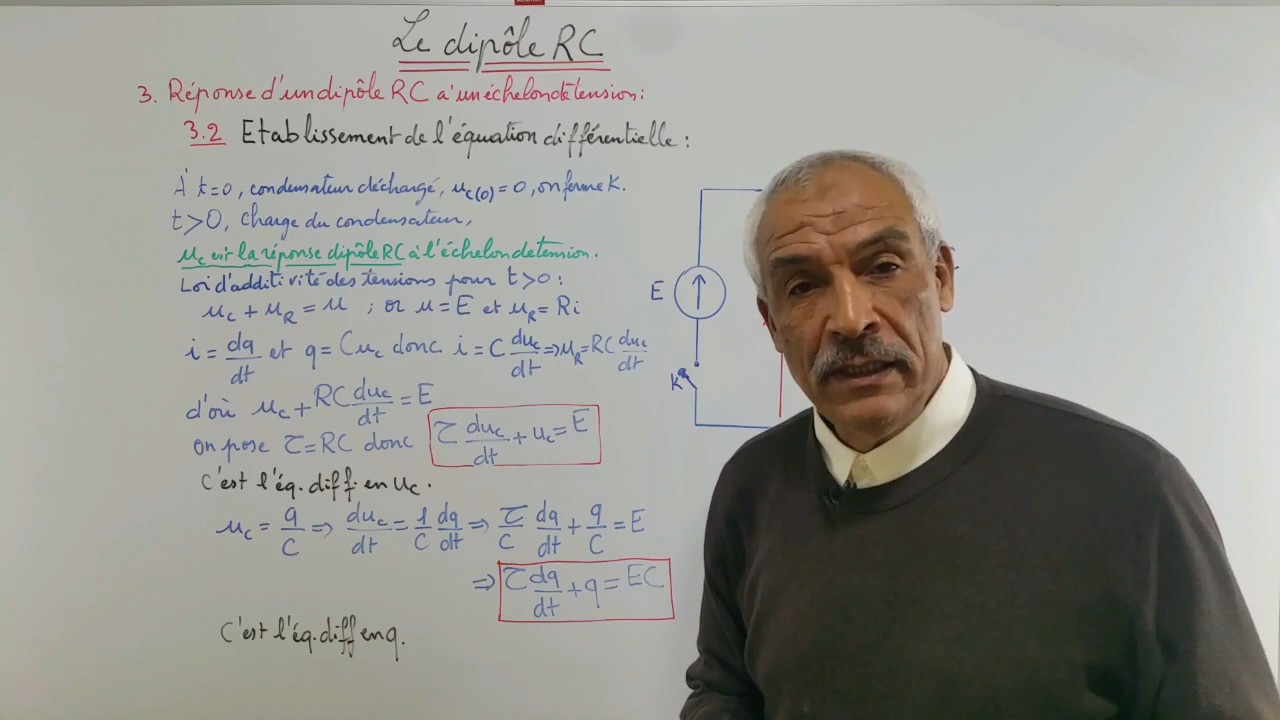 Le dipôle RC
3. Réponse d'un dipôle RC à un échelon de tension :
3.2 Etablissement de l'équation différentielle :
À t=0, condensateur déchargé, uc(0) = 0, on ferme K.
t>0, charge du condensateur,
uc est la réponse dipôle RC à l'échelon de tension.
Loi d'additivité des tensions pour t>0 :
uc + uR = u ; or u = E et uR = Ri
i = dq/dt et q = Cuc donc i = C duc/dt ⇒ uR = RC duc/dt
d'où uc + RC duc/dt = E
on pose τ = RC donc τ duc/dt + uc = E
C'est l'éq. diff en uc.
uc = q/C ⇒ duc/dt = 1/C dq/dt ⇒ τ/C dq/dt + q/C = E
⇒ τ dq/dt + q = EC
C'est l'éq. diff en q.
E
K